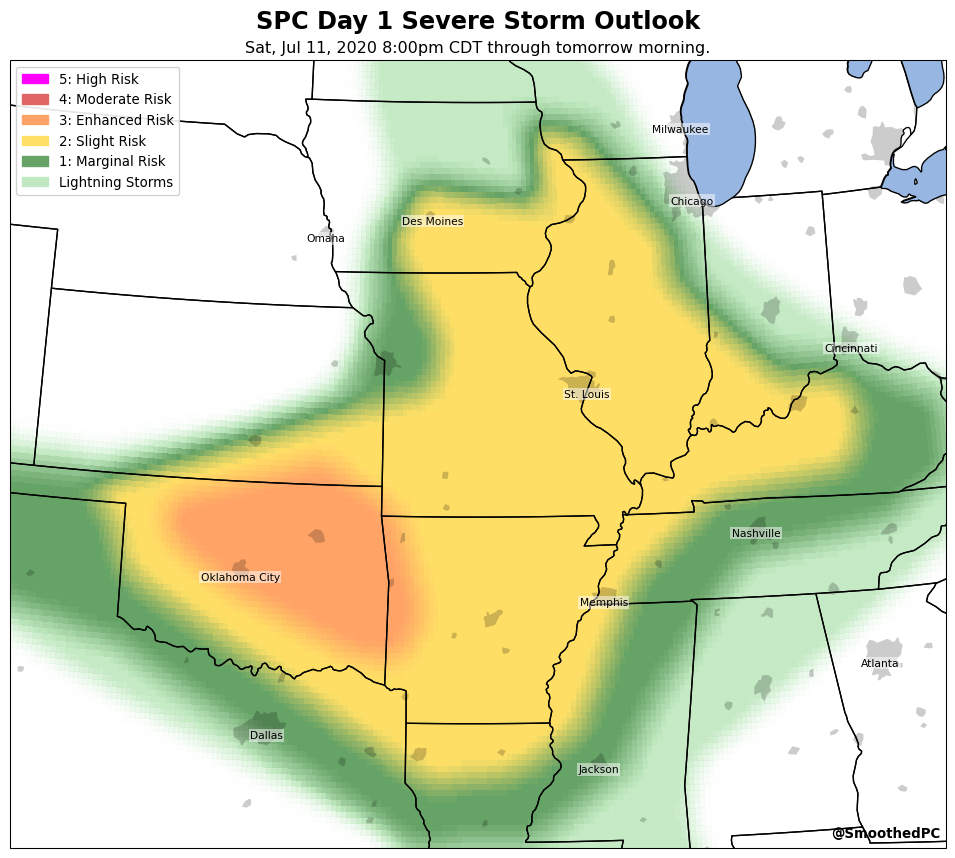 SPC Day 1 Severe Storm Outlook
Sat, Jul 11, 2020 8:00pm CDT through tomorrow morning.
5: High Risk
4: Moderate Risk
3: Enhanced Risk
2: Slight Risk
1: Marginal Risk
Lightning Storms
Milwaukee
Chicago
Des Moines
Omaha
Cincinnati
St. Louis
Nashville
Oklahoma City
Memphis
Atlanta
Dallas
Jackson
@SmoothedPC